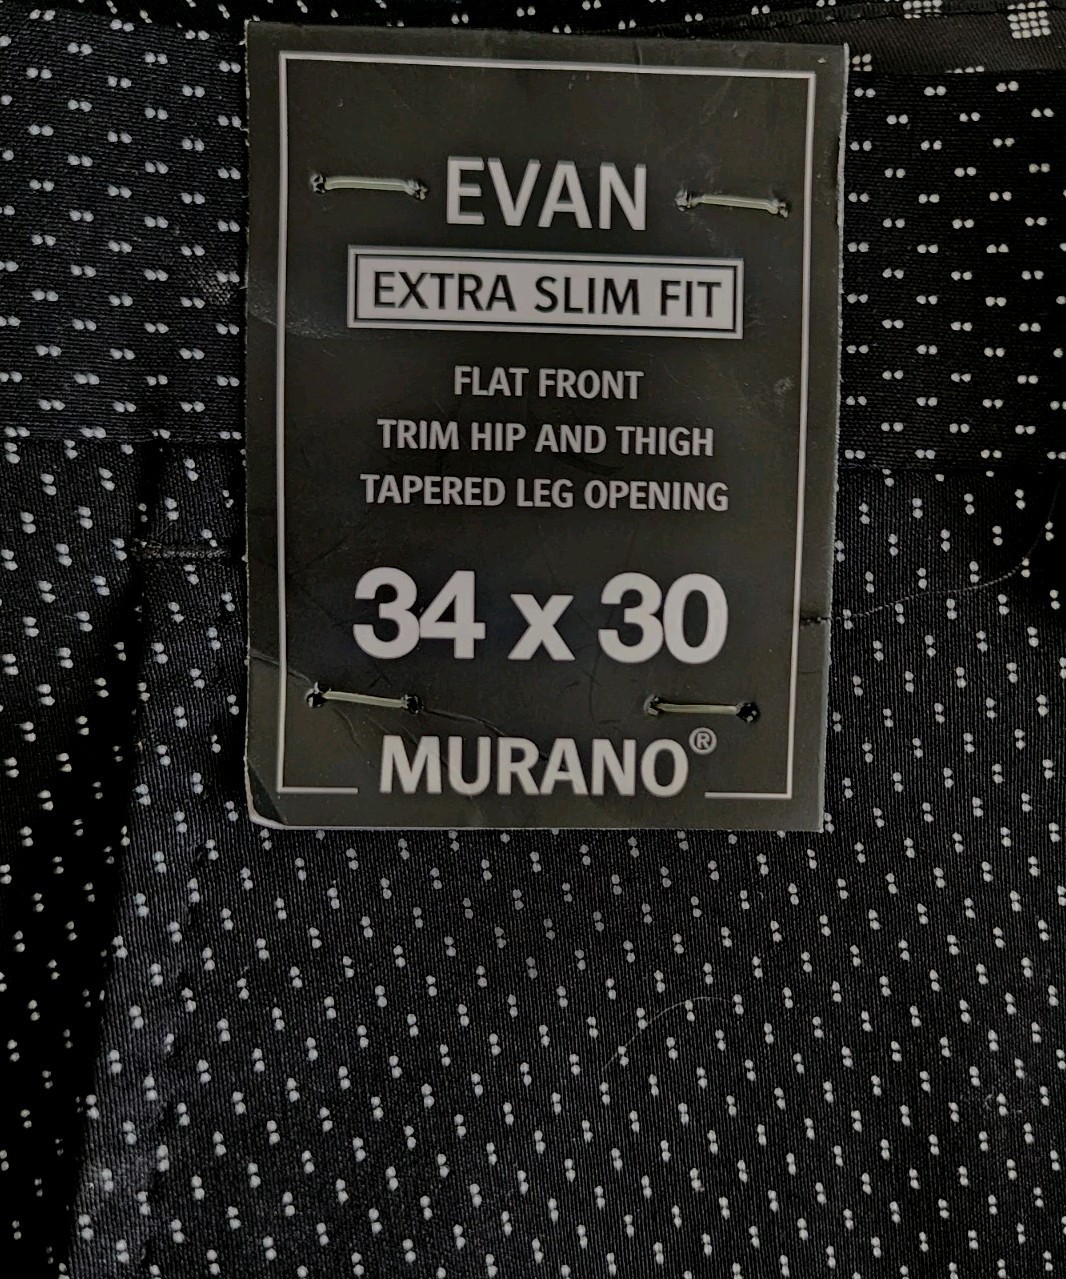 EVAN
EXTRA SLIM FIT
FLAT FRONT
TRIM HIP AND THIGH
TAPERED LEG OPENING
34 x 30
MURANO®